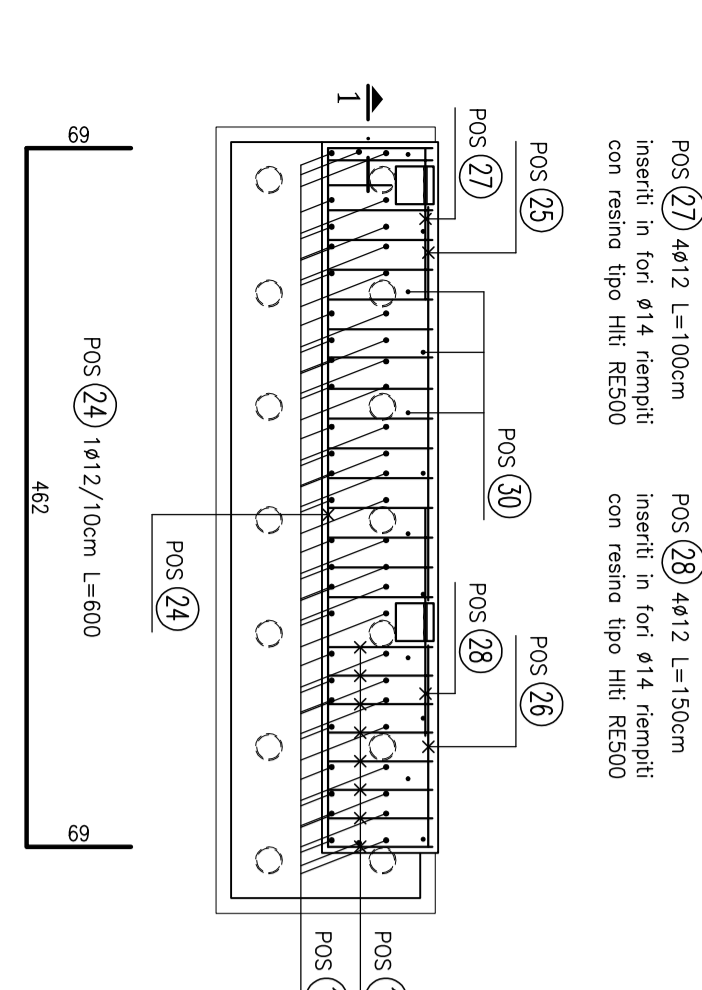 POS 27 4ø12 L=100cm
inseriti in fori ø14 riempiti
con resina tipo HIti RE500
POS 28 4ø12 L=150cm
inseriti in fori ø14 riempiti
con resina tipo HIti RE500
POS 25
POS 26
POS 27
POS 30
POS 28
1
POS
POS
POS 24
POS 24 1ø12/10cm L=600
69
462
69